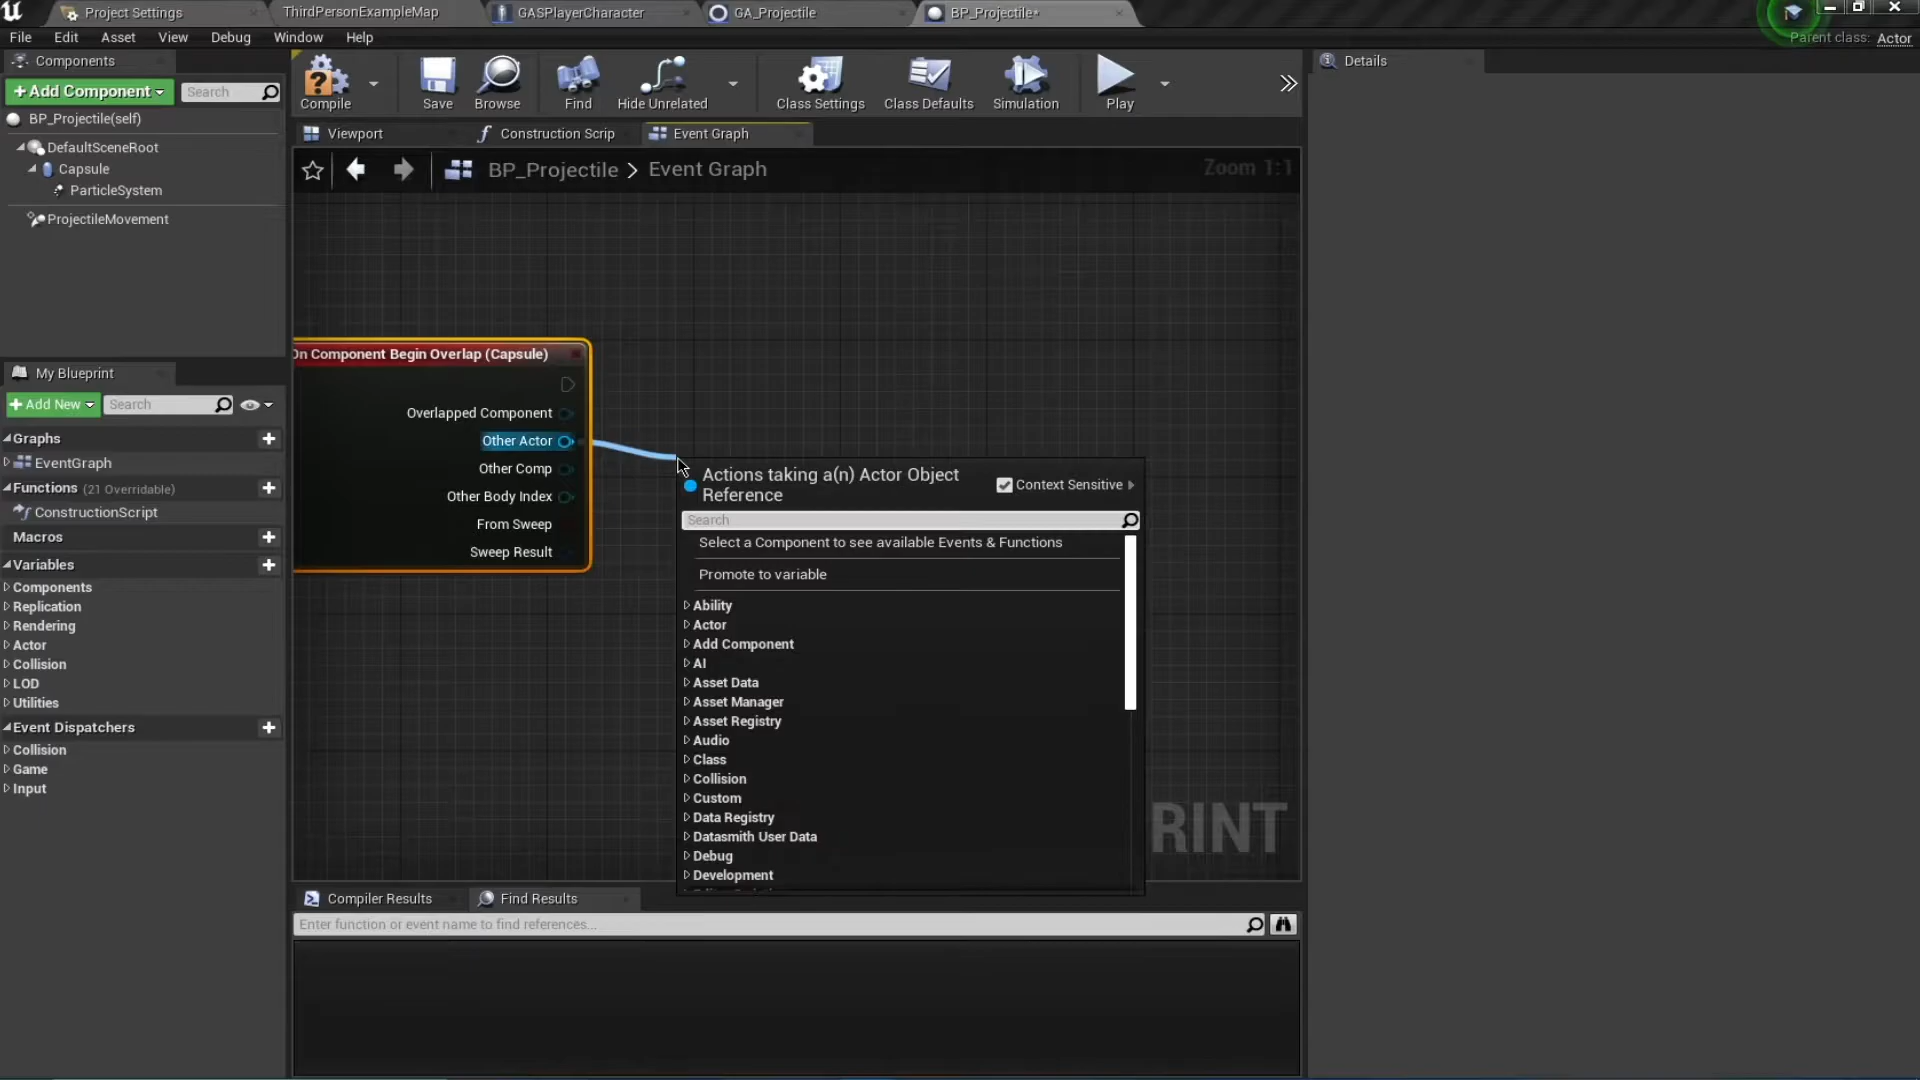 Project Settings
ThirdPersonExampleMap
GASPlayerCharacter
GA_Projectile
BP_Projectile*
File Edit Asset View Debug Window Help
Parent class: Actor
Components
+ Add Component
Search
BP_Projectile(self)
DefaultSceneRoot
Capsule
ParticleSystem
ProjectileMovement
Compile
Save
Browse
Find
Hide Unrelated
Class Settings
Class Defaults
Simulation
Play
Details
Viewport
Construction Scrip
Event Graph
BP_Projectile > Event Graph
Zoom 1:1
On Component Begin Overlap (Capsule)
Overlapped Component
Other Actor
Other Comp
Other Body Index
From Sweep
Sweep Result
Actions taking a(n) Actor Object
Reference
Context Sensitive
Search
Select a Component to see available Events & Functions
Promote to variable
Ability
Actor
Add Component
AI
Asset Data
Asset Manager
Asset Registry
Audio
Class
Collision
Custom
Data Registry
Datasmith User Data
Debug
Development
RINT
My Blueprint
+ Add New
Search
Graphs
EventGraph
Functions (21 Overridable)
ConstructionScript
Macros
Variables
Components
Replication
Rendering
Actor
Collision
LOD
Utilities
Event Dispatchers
Collision
Game
Input
Compiler Results
Find Results
Enter function or event name to find references...